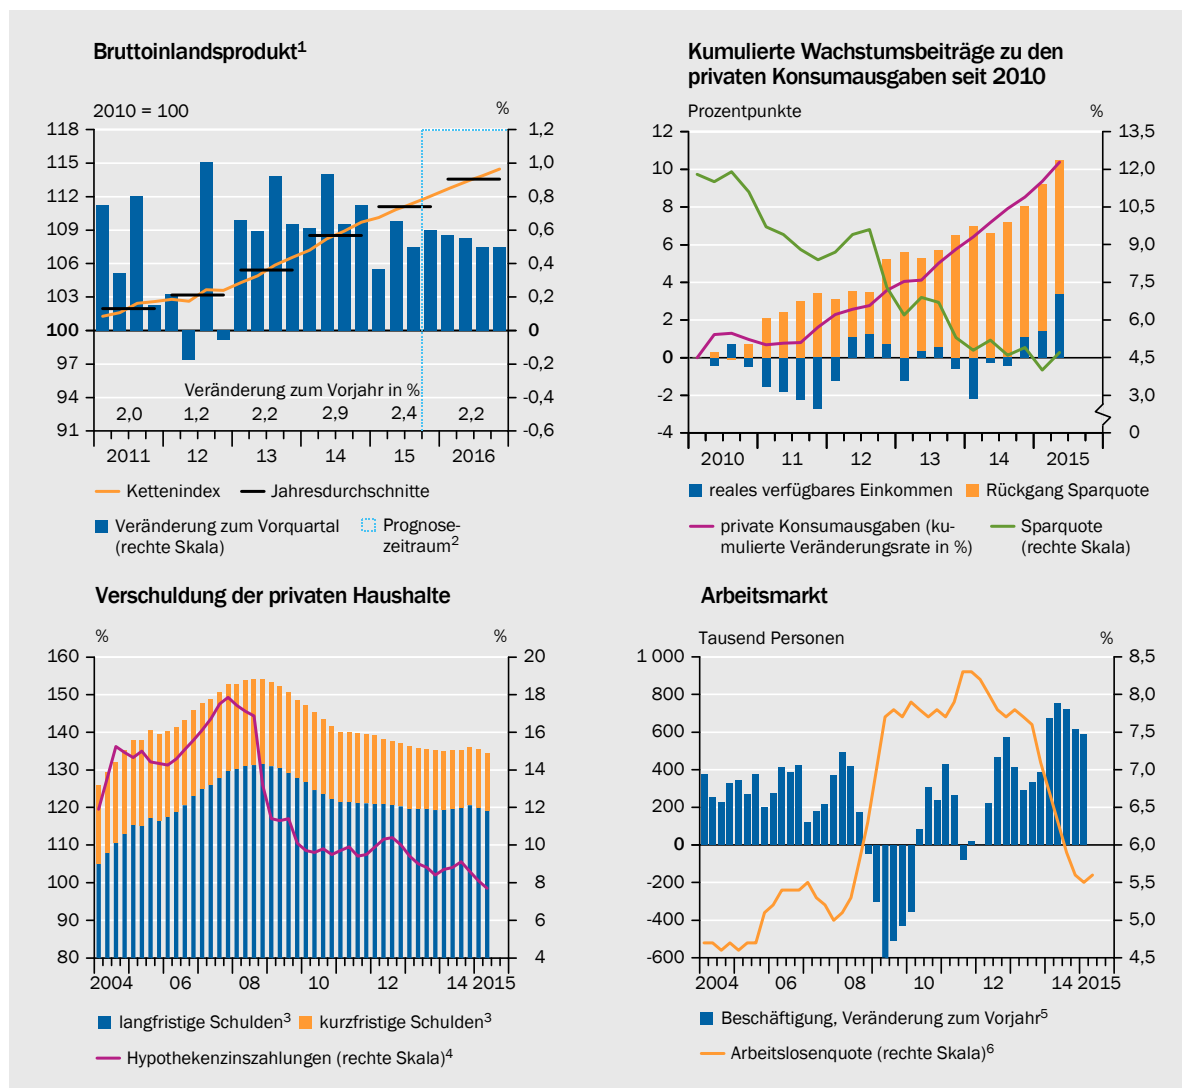 Bruttoinlandsprodukt¹
2010 = 100
%
118
115
112
109
106
103
100
97
94
91
1,2
1,0
0,8
0,6
0,4
0,2
0
-0,2
-0,4
-0,6
Veränderung zum Vorjahr in %
2,0 1,2 2,2 2,9 2,4 2,2
2011 12 13 14 15 2016
Kettenindex Jahresdurchschnitte
Veränderung zum Vorquartal
(rechte Skala)
Prognose-
zeitraum²
Kumulierte Wachstumsbeiträge zu den
privaten Konsumausgaben seit 2010
Prozentpunkte
%
12
10
8
6
4
2
0
-2
-4
13,5
12,0
10,5
9,0
7,5
6,0
4,5
3,0
0
2010 11 12 13 14 2015
reales verfügbares Einkommen Rückgang Sparquote
private Konsumausgaben (ku-
mulierte Veränderungsrate in %)
Sparquote
(rechte Skala)
Verschuldung der privaten Haushalte
% %
160
150
140
130
120
110
100
90
80
20
18
16
14
12
10
8
6
4
2004 06 08 10 12 14 2015
langfristige Schulden³ kurzfristige Schulden³
Hypothekenzinszahlungen (rechte Skala)⁴
Arbeitsmarkt
Tausend Personen
%
1 000
800
600
400
200
0
-200
-400
-600
8,5
8,0
7,5
7,0
6,5
6,0
5,5
5,0
4,5
2004 06 08 10 12 14 2015
Beschäftigung, Veränderung zum Vorjahr⁵
Arbeitslosenquote (rechte Skala)⁶